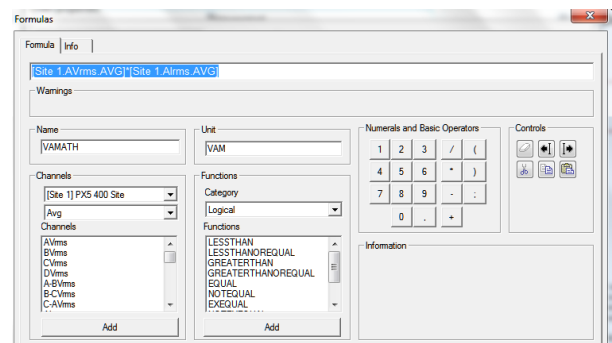 Formulas
Formula Info
[Site 1.AVrms.AVG]*[Site 1.AIrms.AVG]
Warnings
Name
VAMATH
Unit
VAM
Numerals and Basic Operators
1 2 3 / (
4 5 6 * )
7 8 9 - ;
0 . +
Controls
Channels
[Site 1] PX5 400 Site
Avg
Channels
AVrms
BVrms
CVrms
DVrms
A-BVrms
B-CVrms
C-AVrms
Add
Functions
Category
Logical
Functions
LESSTHAN
LESSTHANOREQUAL
GREATERTHAN
GREATERTHANOREQUAL
EQUAL
NOTEQUAL
EXEQUAL
Add
Information